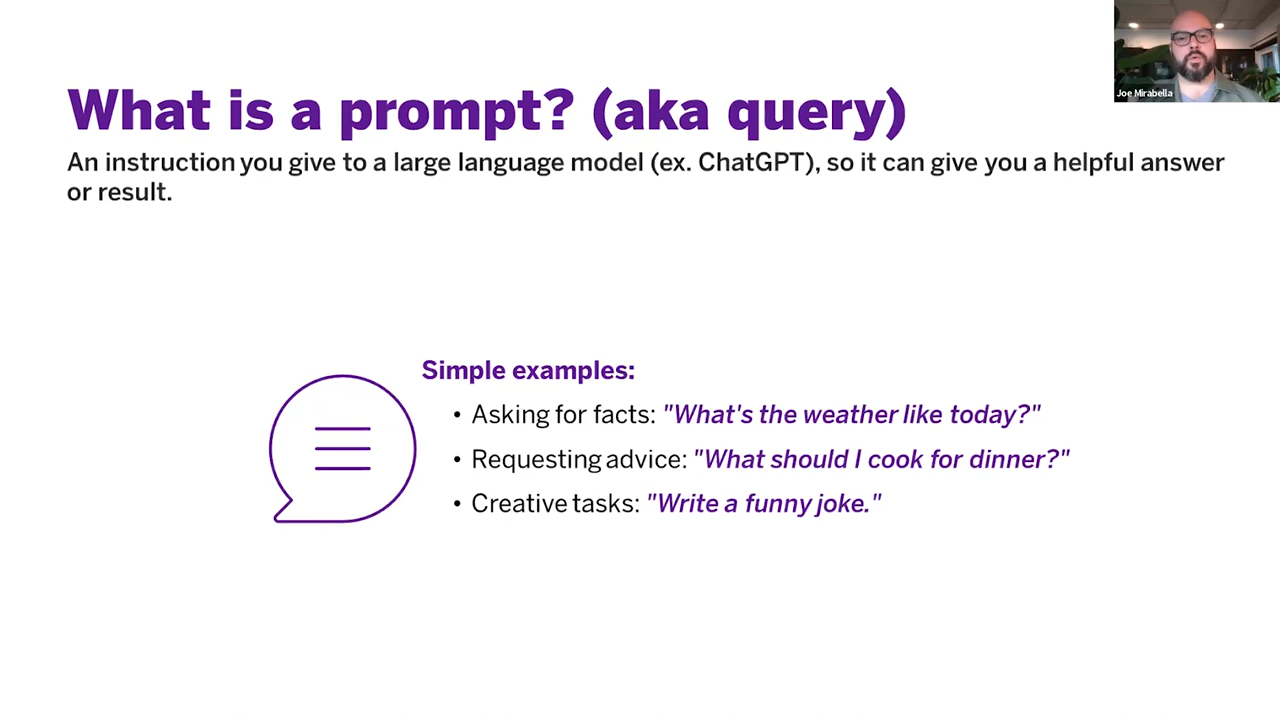 What is a prompt? (aka query)
An instruction you give to a large language model (ex. ChatGPT), so it can give you a helpful answer
or result.
Joe Mirabella
Simple examples:
• Asking for facts: "What's the weather like today?"
• Requesting advice: "What should I cook for dinner?"
• Creative tasks: "Write a funny joke."